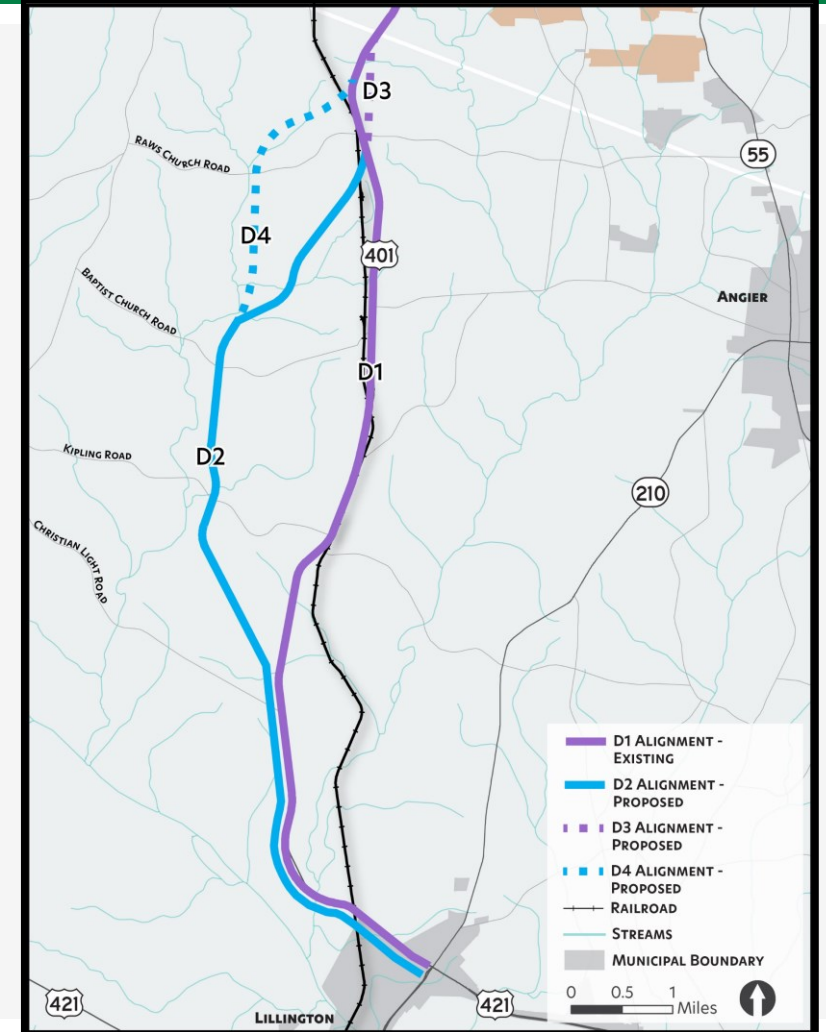 D3
RAWS CHURCH ROAD
55
D4
401
BAPTIST CHURCH ROAD
ANGIER
D1
KIPLING ROAD
D2
210
CHRISTIAN LIGHT ROAD
D1 ALIGNMENT -
EXISTING
D2 ALIGNMENT -
PROPOSED
D3 ALIGNMENT -
PROPOSED
D4 ALIGNMENT -
PROPOSED
RAILROAD
STREAMS
MUNICIPAL BOUNDARY
0 0.5 1
Miles
421
LILLINGTON
421